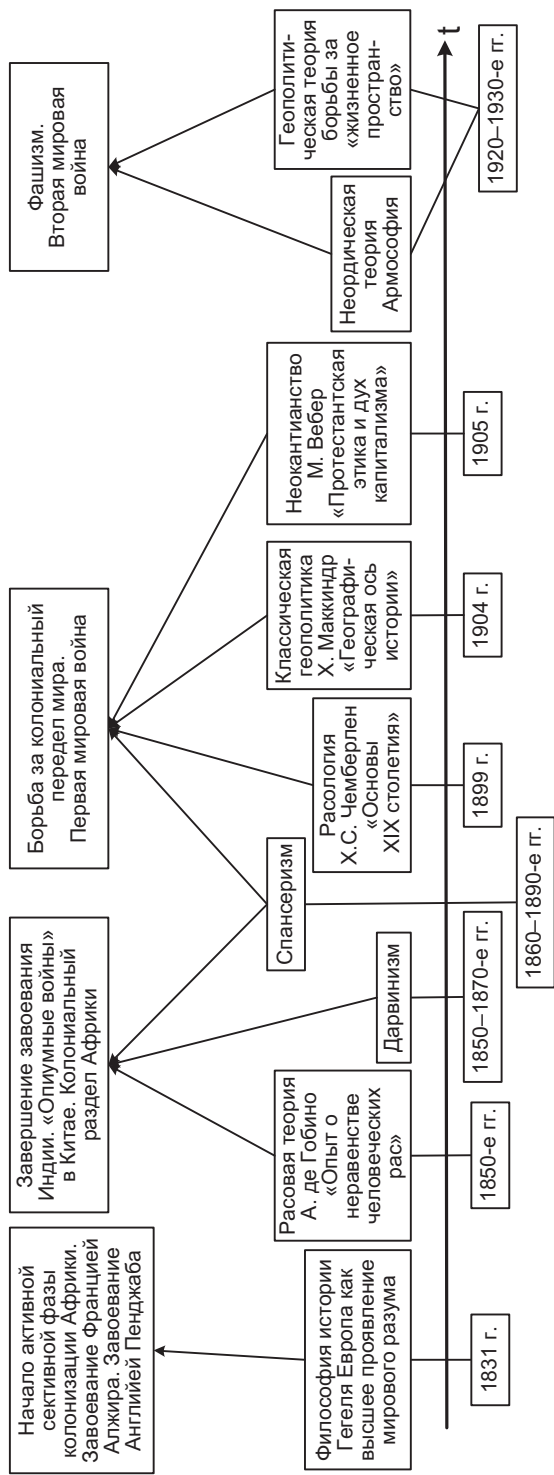 Начало активной
сективной фазы
колонизации Африки.
Завоевание Францией
Алжира. Завоевание
Англией Пенджаба
Завершение завоевания
Индии. «Опиумные войны»
в Китае. Колониальный
раздел Африки
Борьба за колониальный
передел мира.
Первая мировая война
Фашизм.
Вторая мировая
война
Философия истории
Гегеля Европа как
высшее проявление
мирового разума
Расовая теория
А. де Гобино
«Опыт о
неравенстве
человеческих
рас»
Дарвинизм
Спансеризм
Расология
Х.С. Чемберлен
«Основы
XIX столетия»
Классическая
геополитика
Х. Маккиндр
«Географи-
ческая ось
истории»
Неокантианство
М. Вебер
«Протестантская
этика и дух
капитализма»
Неордическая
теория
Армософия
Геополити-
ческая теория
борьбы за
«жизненное
простран-
ство»
t
1831 г.
1850-е гг.
1850–1870-е гг.
1860–1890-е гг.
1899 г.
1904 г.
1905 г.
1920–1930-е гг.